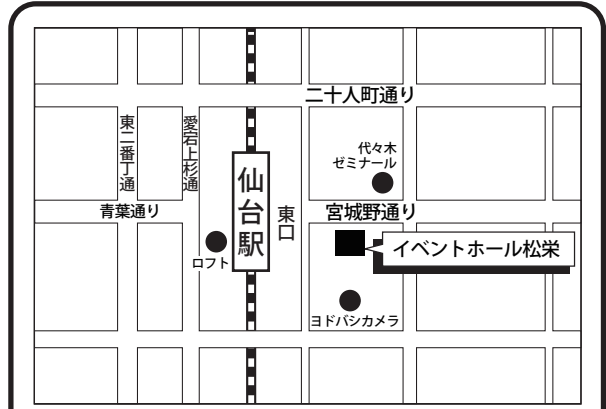 二十人町通り
東二番丁通
愛宕上杉通
代々木
ゼミナール
仙台駅
東口
青葉通り
宮城野通り
ロフト
イベントホール松栄
ヨドバシカメラ